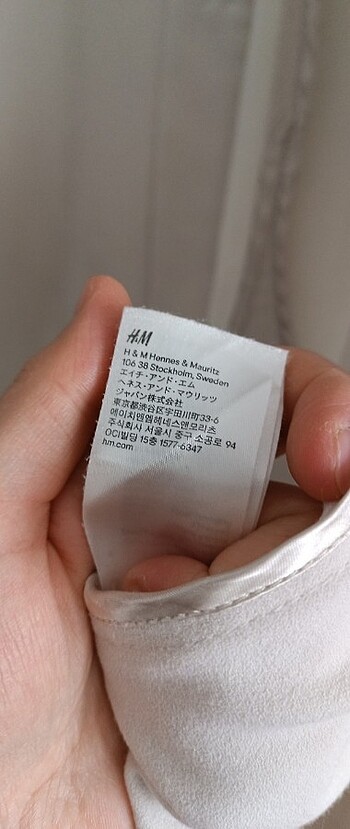 H&M
H & M Hennes & Mauritz
106 38 Stockholm, Sweden
エイチ・アンド・エム
ヘネス・アンド・マウリッツ
ジャパン株式会社
東京都渋谷区宇田川町33-6
에이치엔엠헤네스앤모리츠
주식회사 서울시 중구 소공로 94
OCI빌딩 15층 1577-6347
hm.com